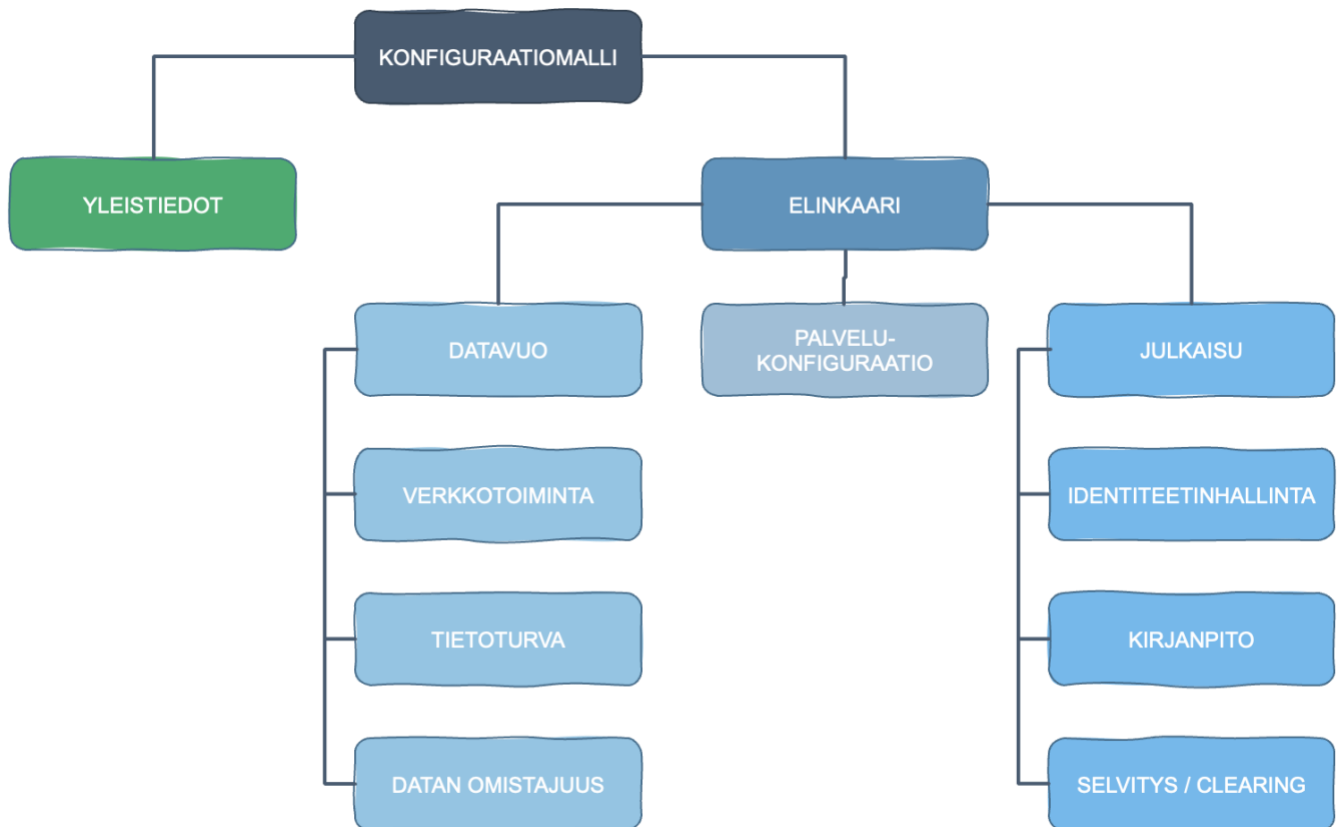 KONFIGURAATIOMALLI
YLEISTIEDOT
ELINKAARI
DATAVUO
PALVELU-
KONFIGURAATIO
JULKAISU
VERKKOTOIMINTA
IDENTITEETINHALLINTA
TIETOTURVA
KIRJANPITO
DATAN OMISTAJUUS
SELVITYS / CLEARING